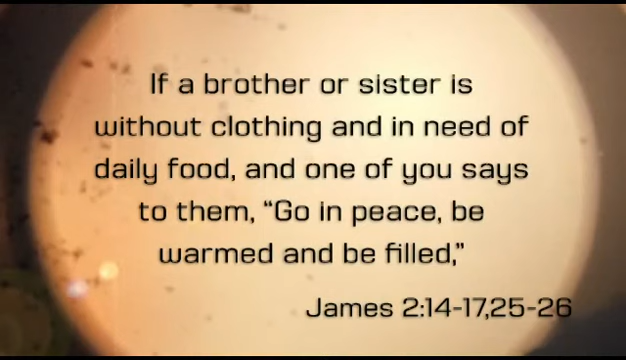 If a brother or sister is
without clothing and in need of
daily food, and one of you says
to them, “Go in peace, be
warmed and be filled,”
James 2:14-17,25-26